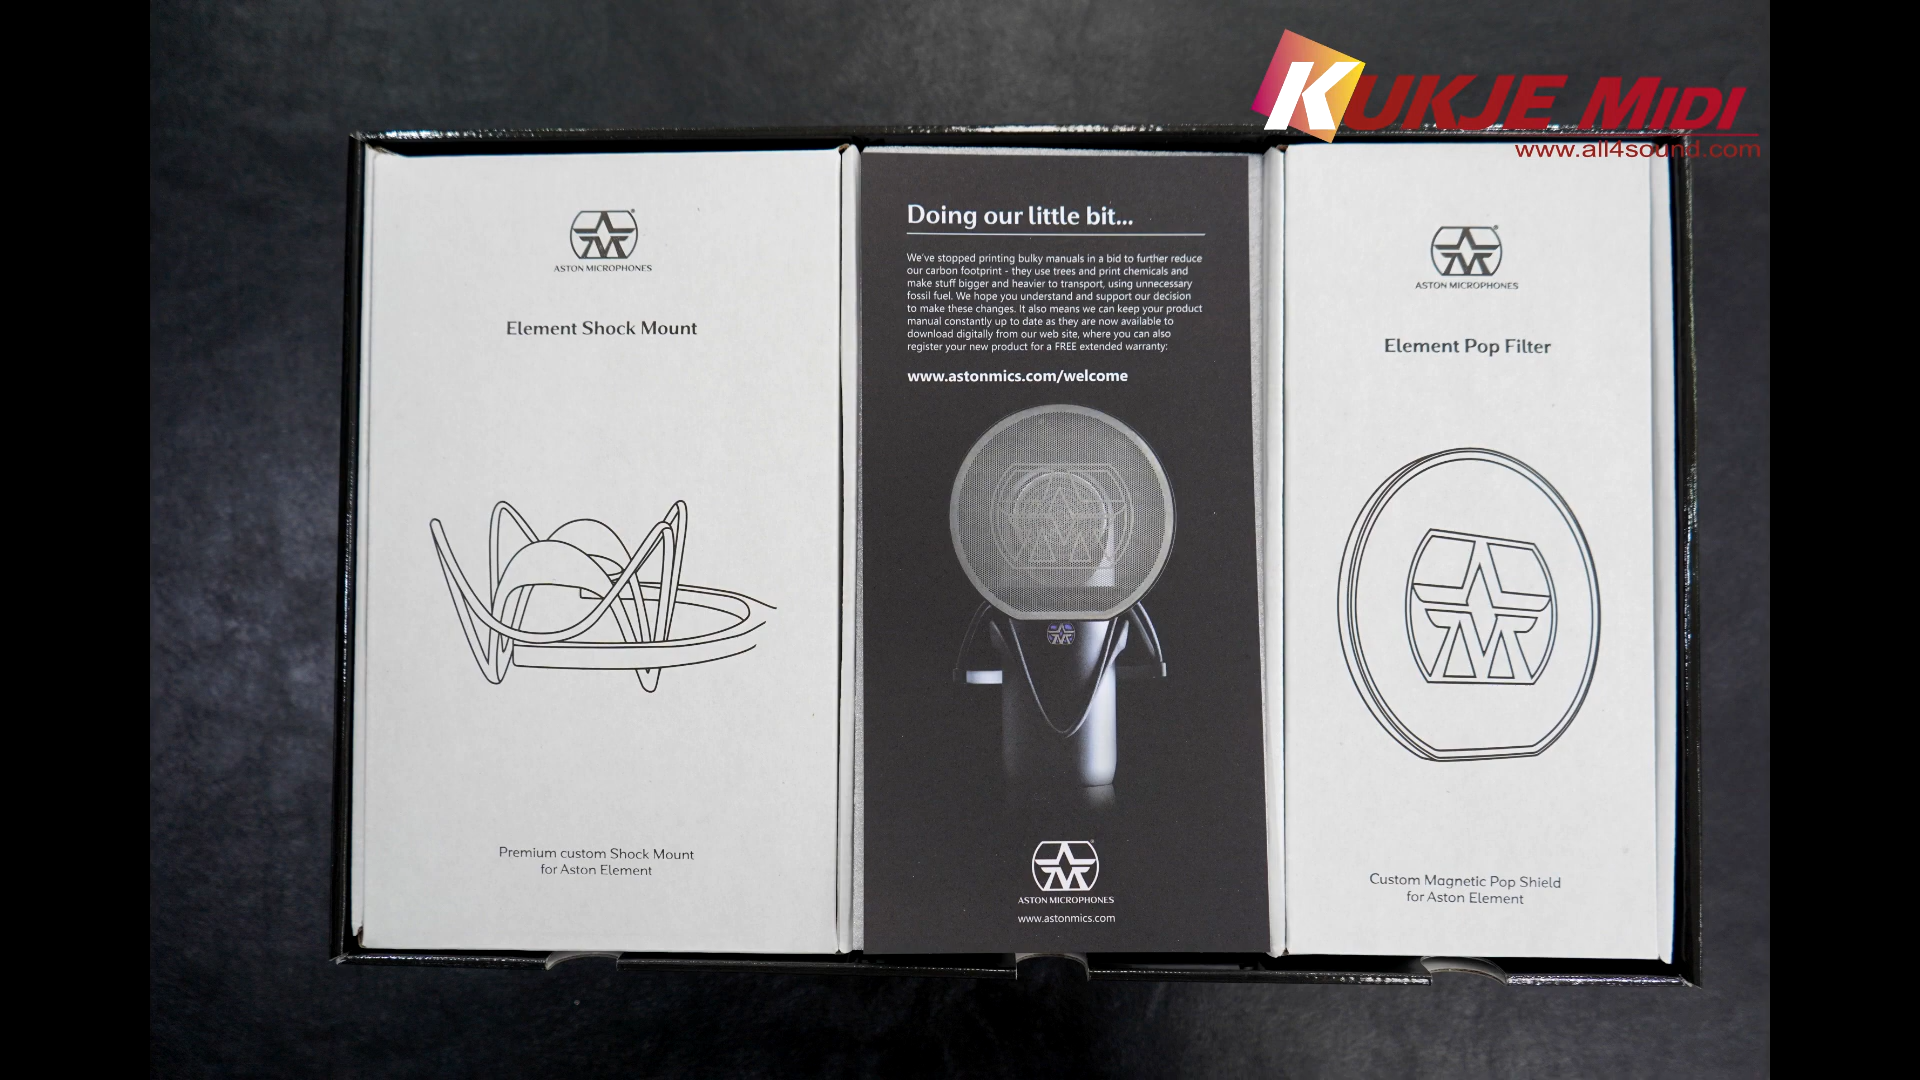 KUKJE MIDI
www.all4sound.com
ASTON MICROPHONES
Element Shock Mount
Premium custom Shock Mount
for Aston Element
Doing our little bit...
We've stopped printing bulky manuals in a bid to further reduce
our carbon footprint - they use trees and print chemicals and
make stuff bigger and heavier to transport, using unnecessary
fossil fuel. We hope you understand and support our decision
to make these changes. It also means we can keep your product
manual constantly up to date as they are now available to
download digitally from our web site, where you can also
register your new product for a FREE extended warranty:
www.astonmics.com/welcome
ASTON MICROPHONES
www.astonmics.com
ASTON MICROPHONES
Element Pop Filter
Custom Magnetic Pop Shield
for Aston Element